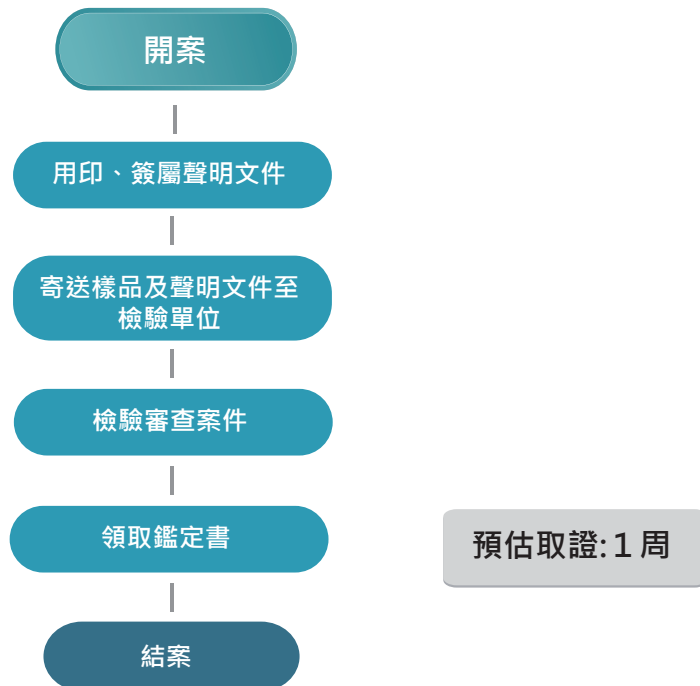 開案
用印、簽屬聲明文件
寄送樣品及聲明文件至
檢驗單位
檢驗審查案件
領取鑑定書
預估取證:1 周
結案